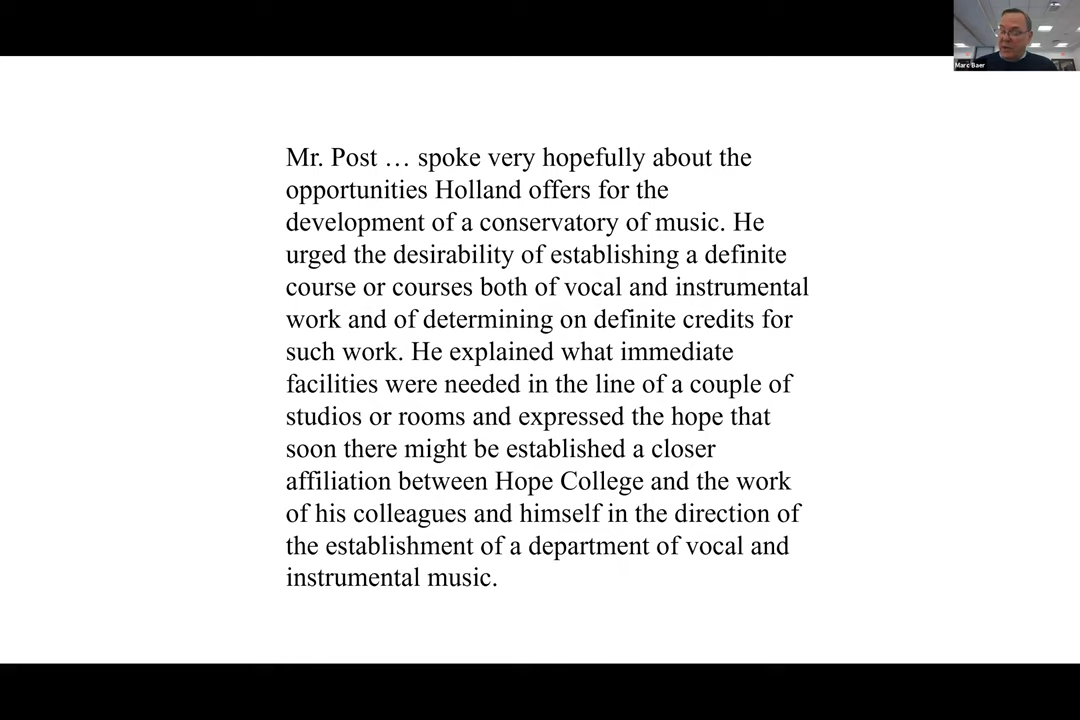 Marc Baer
Mr. Post … spoke very hopefully about the
opportunities Holland offers for the
development of a conservatory of music. He
urged the desirability of establishing a definite
course or courses both of vocal and instrumental
work and of determining on definite credits for
such work. He explained what immediate
facilities were needed in the line of a couple of
studios or rooms and expressed the hope that
soon there might be established a closer
affiliation between Hope College and the work
of his colleagues and himself in the direction of
the establishment of a department of vocal and
instrumental music.